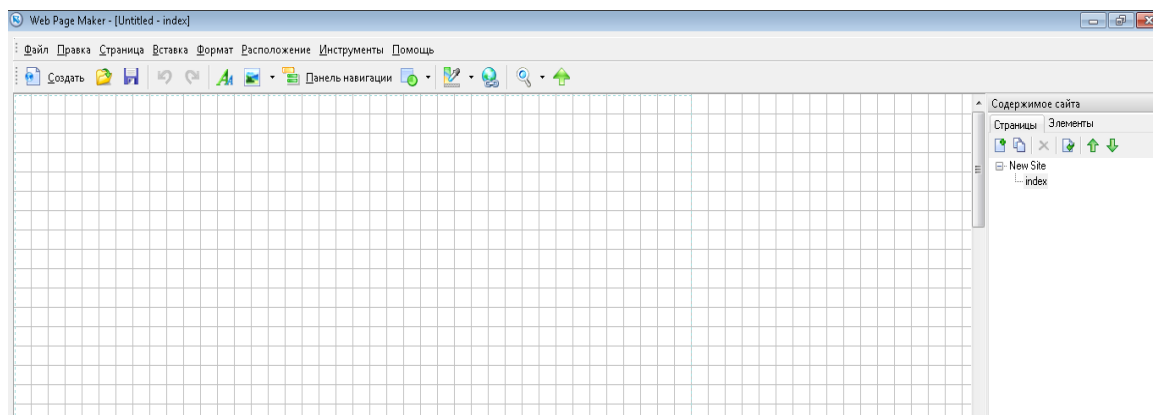 Web Page Maker - [Untitled - index]
Файл Правка Страница Вставка Формат Расположение Инструменты Помощь
Создать Панель навигации
Содержимое сайта
Страницы Элементы
New Site
index